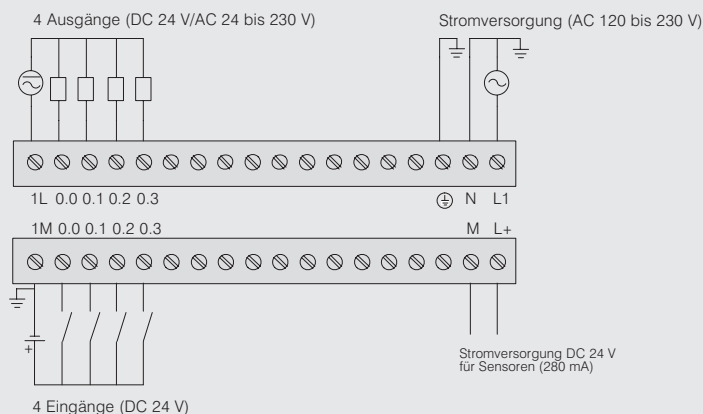 4 Ausgänge (DC 24 V/AC 24 bis 230 V)
Stromversorgung (AC 120 bis 230 V)
1L 0.0 0.1 0.2 0.3
N L1
1M 0.0 0.1 0.2 0.3
M L+
+
Stromversorgung DC 24 V
für Sensoren (280 mA)
4 Eingänge (DC 24 V)